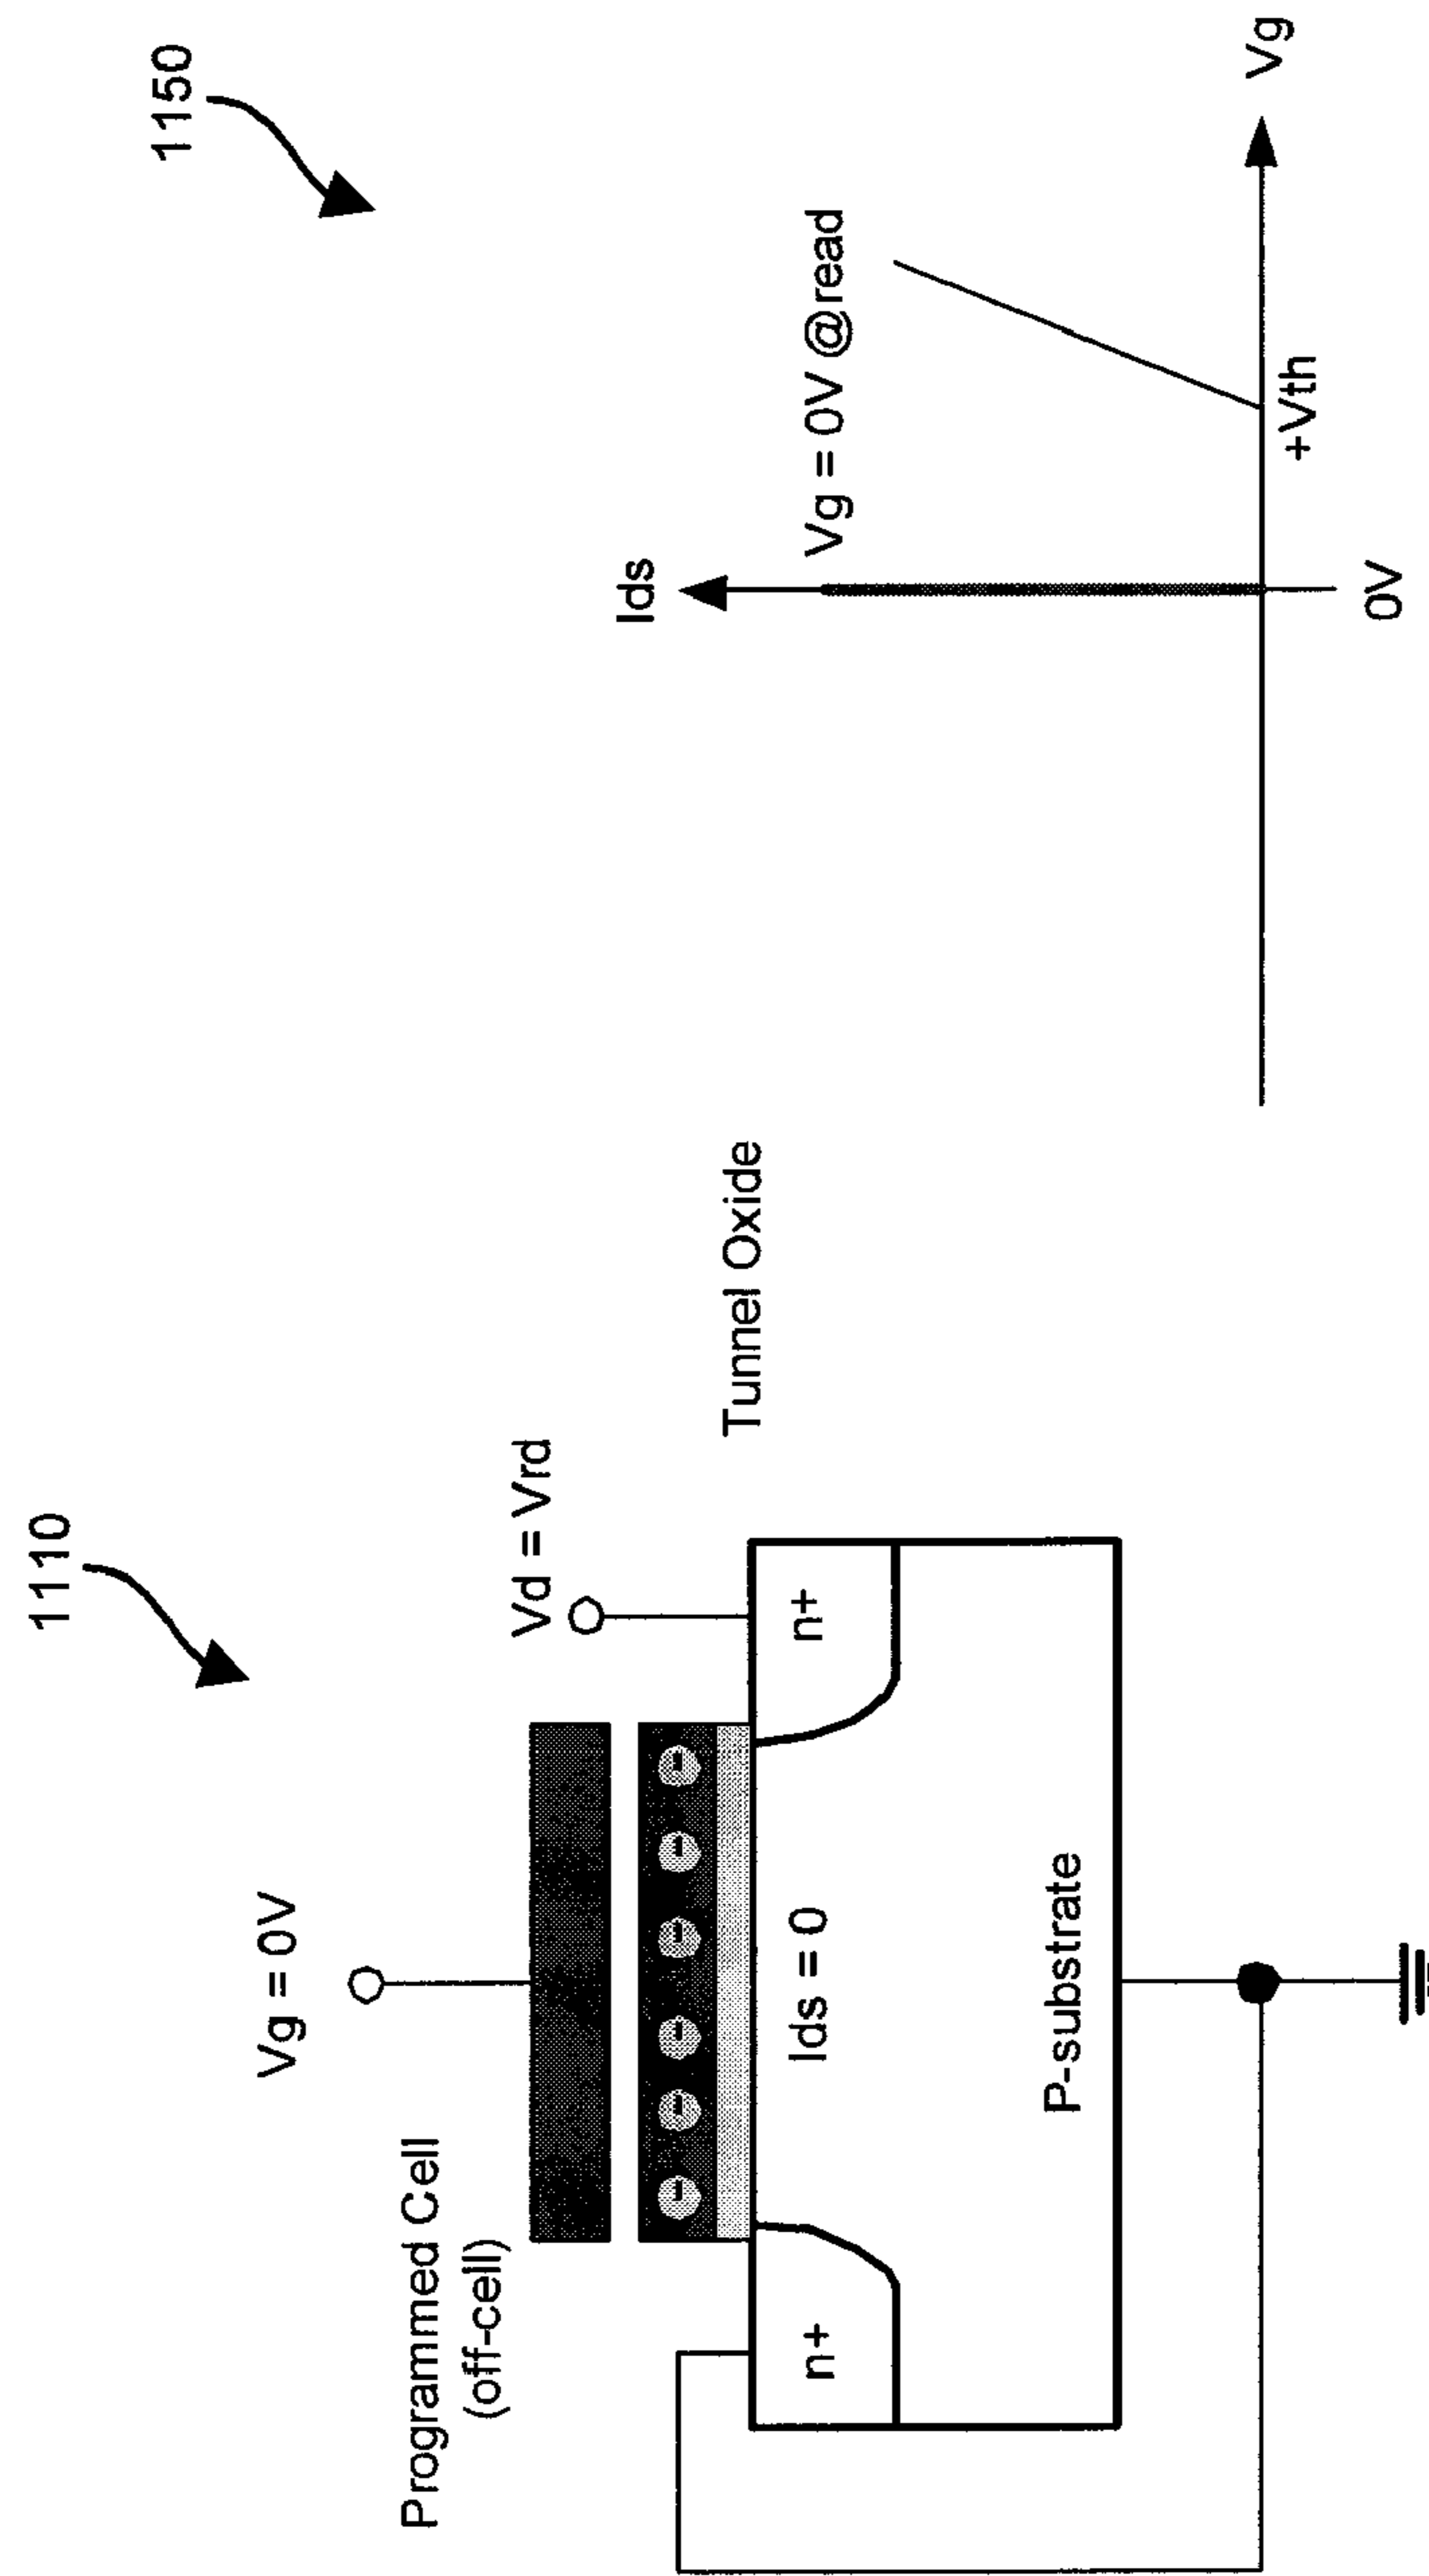 1110
1150
Programmed Cell
(off-cell)
Vg = 0V
Vd = Vrd
Tunnel Oxide
n+
Ids = 0
n+
P-substrate
Ids
Vg = 0V @read
0V
+Vth
Vg